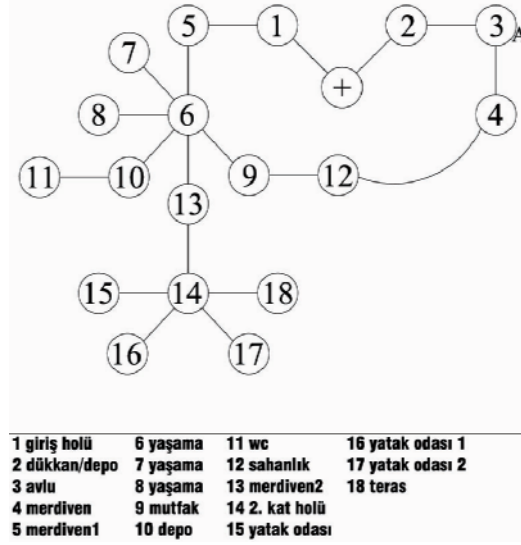 5 1 2 3 A
7
8 6 + 4
11 10 9 12
13
15 14 18
16 17
1 giriş holü 6 yaşama 11 wc 16 yatak odası 1
2 dükkan/depo 7 yaşama 12 sahanlık 17 yatak odası 2
3 avlu 8 yaşama 13 merdiven2 18 teras
4 merdiven 9 mutfak 14 2. kat holü
5 merdiven1 10 depo 15 yatak odası